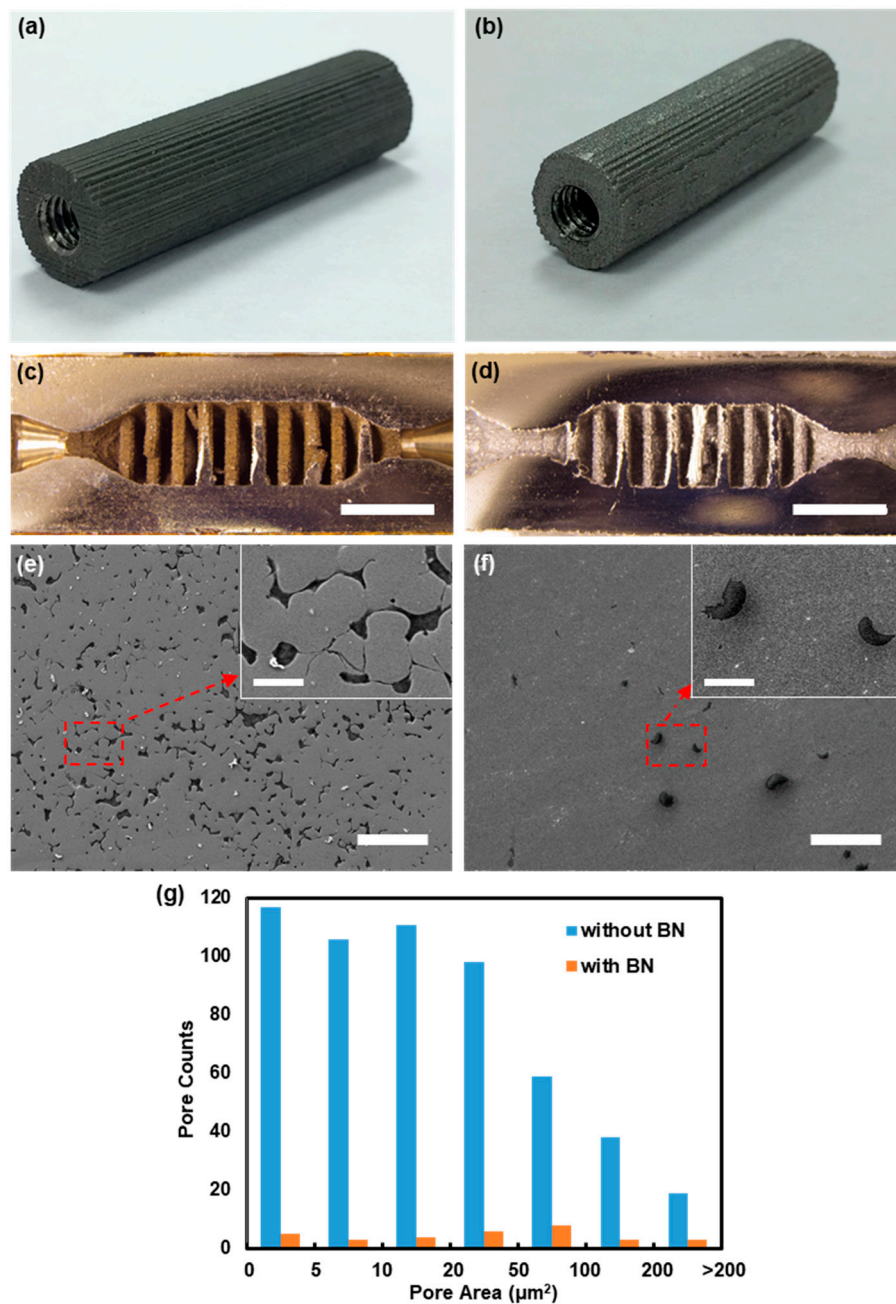 (a)
(b)
(c)
(d)
(e)
(f)
(g)
120
100
80
60
40
20
0
Pore Counts
without BN
with BN
0 5 10 20 50 100 200 >200
Pore Area (µm²)